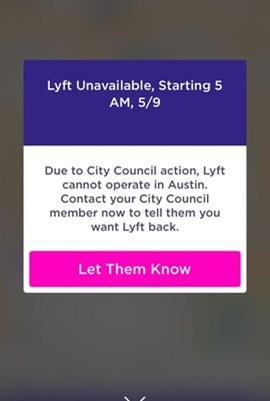 Lyft Unavailable, Starting 5
AM, 5/9
Due to City Council action, Lyft
cannot operate in Austin.
Contact your City Council
member now to tell them you
want Lyft back.
Let Them Know